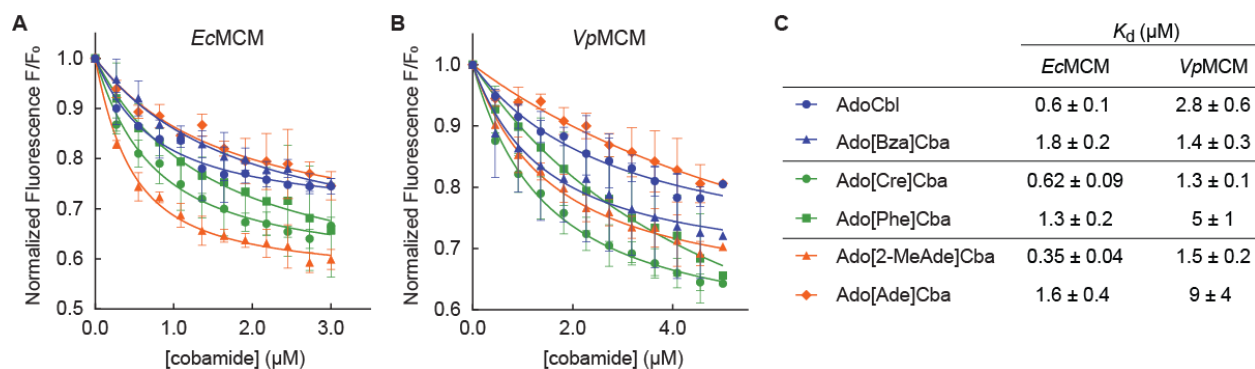 A
EcMCM
Normalized Fluorescence F/F₀
1.0
0.9
0.8
0.7
0.6
0.5
0.0
1.0
2.0
3.0
[cobamide] (µM)
B
VpMCM
Normalized Fluorescence F/F₀
1.0
0.9
0.8
0.7
0.6
0.0
2.0
4.0
[cobamide] (µM)
C
Kd (µM)
EcMCM VpMCM
AdoCbl 0.6 ± 0.1 2.8 ± 0.6
Ado[Bza]Cba 1.8 ± 0.2 1.4 ± 0.3
Ado[Cre]Cba 0.62 ± 0.09 1.3 ± 0.1
Ado[Phe]Cba 1.3 ± 0.2 5 ± 1
Ado[2-MeAde]Cba 0.35 ± 0.04 1.5 ± 0.2
Ado[Ade]Cba 1.6 ± 0.4 9 ± 4